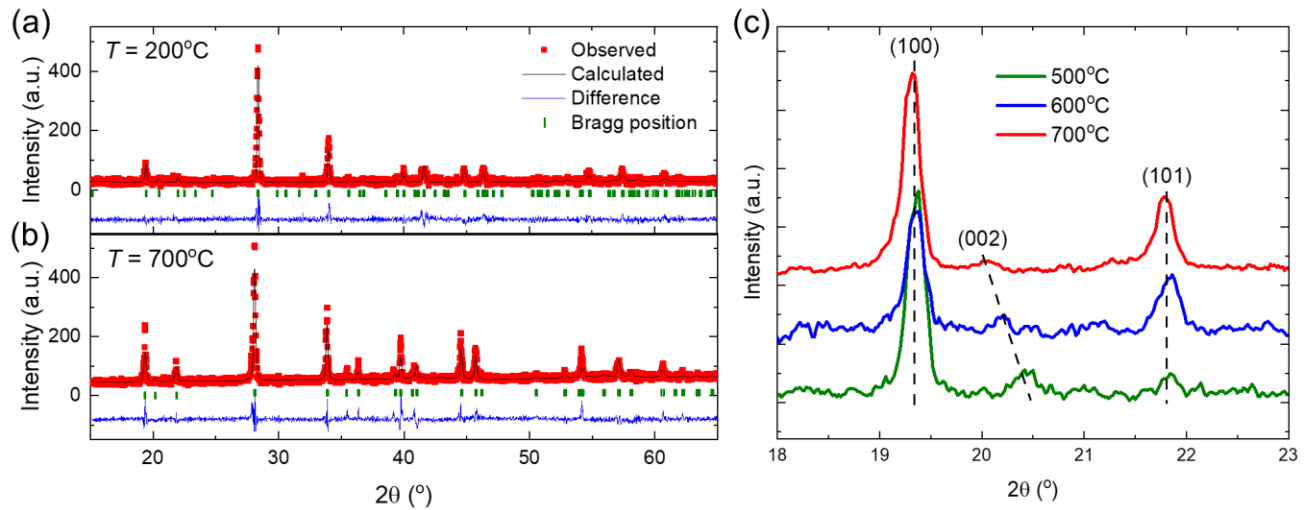 (a)
T = 200°C
Observed
Calculated
Difference
Bragg position
Intensity (a.u.)
400
200
0
(b)
T = 700°C
Intensity (a.u.)
400
200
0
20
30
40
50
60
2θ (°)
(c)
(100)
500°C
600°C
700°C
(101)
(002)
Intensity (a.u.)
18
19
20
21
22
23
2θ (°)